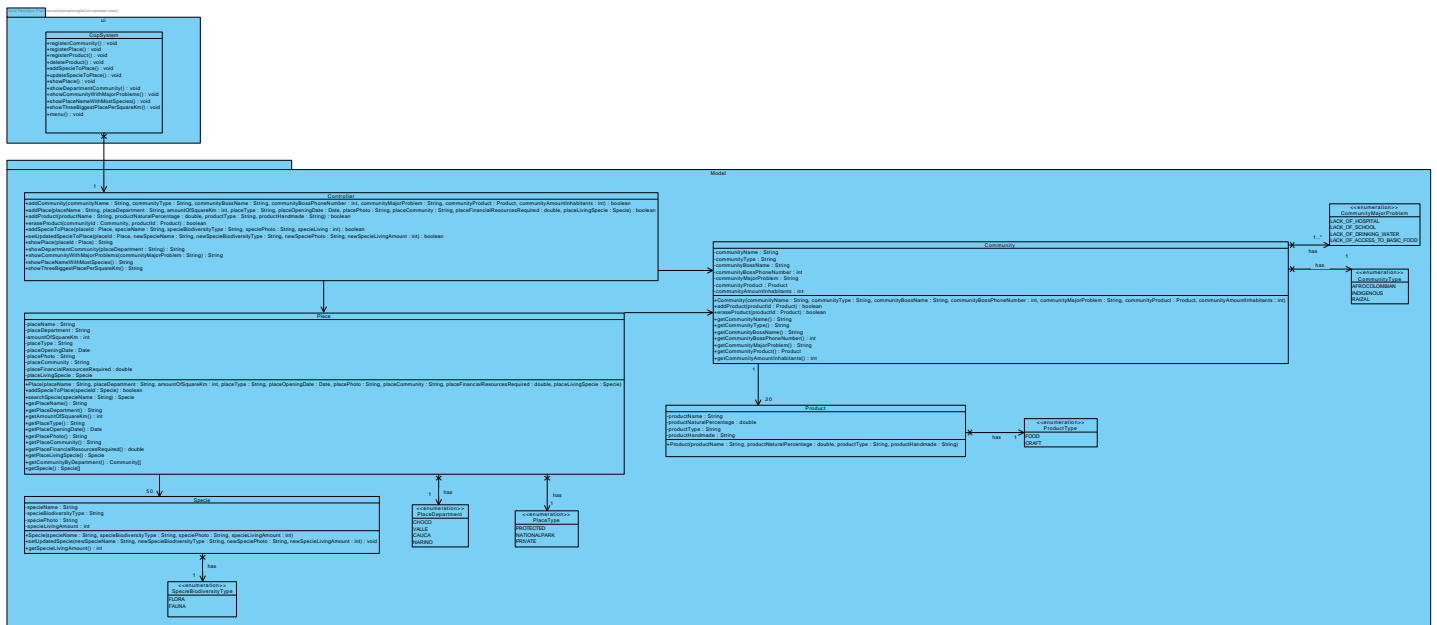 ui
CopSystem
+registerCommunity() : void
+registerPlace() : void
+registerProduct() : void
+deleteProduct() : void
+addSpecieToPlace() : void
+updateSpecieToPlace() : void
+showPlace() : void
+showDepartmentCommunity() : void
+showCommunityWithMajorProblems() : void
+showPlaceNameWithMostSpecies() : void
+showThreeBiggestPlacePerSquareKm() : void
+menu() : void
1
Model
Controller
+addCommunity(communityName : String, communityType : String, communityBossName : String, communityBossPhoneNumber : int, communityMajorProblem : String, communityProduct : Product, communityAmountInhabitants : int) : boolean
+addPlace(placeName : String, placeDepartment : String, amountOfSquareKm : int, placeType : String, placeOpeningDate : Date, placePhoto : String, placeCommunity : String, placeFinancialResourcesRequired : double, placeLivingSpecie : Specie) : boolean
+addProduct(productName : String, productNaturalPercentage : double, productType : String, productHandmade : String) : boolean
+eraseProduct(communityId : Community, productId : Product) : boolean
+addSpecieToPlace(placeId : Place, specieName : String, specieBiodiversityType : String, speciePhoto : String, specieLiving : int) : boolean
+setUpdatedSpecieToPlace(placeId : Place, newSpecieName : String, newSpecieBiodiversityType : String, newSpeciePhoto : String, newSpecieLivingAmount : int) : boolean
+showPlace(placeId : Place) : String
+showDepartmentCommunity(placeDepartment : String) : String
+showCommunityWithMajorProblems(communityMajorProblem : String) : String
+showPlaceNameWithMostSpecies() : String
+showThreeBiggestPlacePerSquareKm() : String
<<enumeration>>
CommunityMajorProblem
LACK_OF_HOSPITAL
LACK_OF_SCHOOL
LACK_OF_DRINKING_WATER
LACK_OF_ACCESS_TO_BASIC_FOOD
1..*
has
1
has
<<enumeration>>
CommunityType
AFROCOLOMBIAN
INDIGENOUS
RAIZAL
Community
-communityName : String
-communityType : String
-communityBossName : String
-communityBossPhoneNumber : int
-communityMajorProblem : String
-communityProduct : Product
-communityAmountInhabitants : int
+Community(communityName : String, communityType : String, communityBossName : String, communityBossPhoneNumber : int, communityMajorProblem : String, communityProduct : Product, communityAmountInhabitants : int)
+addProduct(productId : Product) : boolean
+eraseProduct(productId : Product) : boolean
+getCommunityName() : String
+getCommunityType() : String
+getCommunityBossName() : String
+getCommunityBossPhoneNumber() : int
+getCommunityMajorProblem() : String
+getCommunityProduct() : Product
+getCommunityAmountInhabitants() : int
Place
-placeName : String
-placeDepartment : String
-amountOfSquareKm : int
-placeType : String
-placeOpeningDate : Date
-placePhoto : String
-placeCommunity : String
-placeFinancialResourcesRequired : double
-placeLivingSpecie : Specie
+Place(placeName : String, placeDepartment : String, amountOfSquareKm : int, placeType : String, placeOpeningDate : Date, placePhoto : String, placeCommunity : String, placeFinancialResourcesRequired : double, placeLivingSpecie : Specie)
+addSpecieToPlace(specieId : Specie) : boolean
+searchSpecie(specieName : String) : Specie
+getPlaceName() : String
+getPlaceDepartment() : String
+getAmountOfSquareKm() : int
+getPlaceType() : String
+getPlaceOpeningDate() : Date
+getPlacePhoto() : String
+getPlaceCommunity() : String
+getPlaceFinancialResourcesRequired() : double
+getPlaceLivingSpecie() : Specie
+getCommunityByDepartment() : Community[]
+getSpecie() : Specie[]
1
20
Product
-productName : String
-productNaturalPercentage : double
-productType : String
-productHandmade : String
+Product(productName : String, productNaturalPercentage : double, productType : String, productHandmade : String)
has
1
<<enumeration>>
ProductType
FOOD
CRAFT
50
1
has
has
1
Specie
-specieName : String
-specieBiodiversityType : String
-speciePhoto : String
-specieLivingAmount : int
+Specie(specieName : String, specieBiodiversityType : String, speciePhoto : String, specieLivingAmount : int)
+setUpdatedSpecie(newSpecieName : String, newSpecieBiodiversityType : String, newSpeciePhoto : String, newSpecieLivingAmount : int) : void
+getSpecieLivingAmount() : int
<<enumeration>>
PlaceDepartment
CHOCO
VALLE
CAUCA
NARINO
<<enumeration>>
PlaceType
PROTECTED
NATIONALPARK
PRIVATE
has
1
<<enumeration>>
SpecieBiodiversityType
FLORA
FAUNA